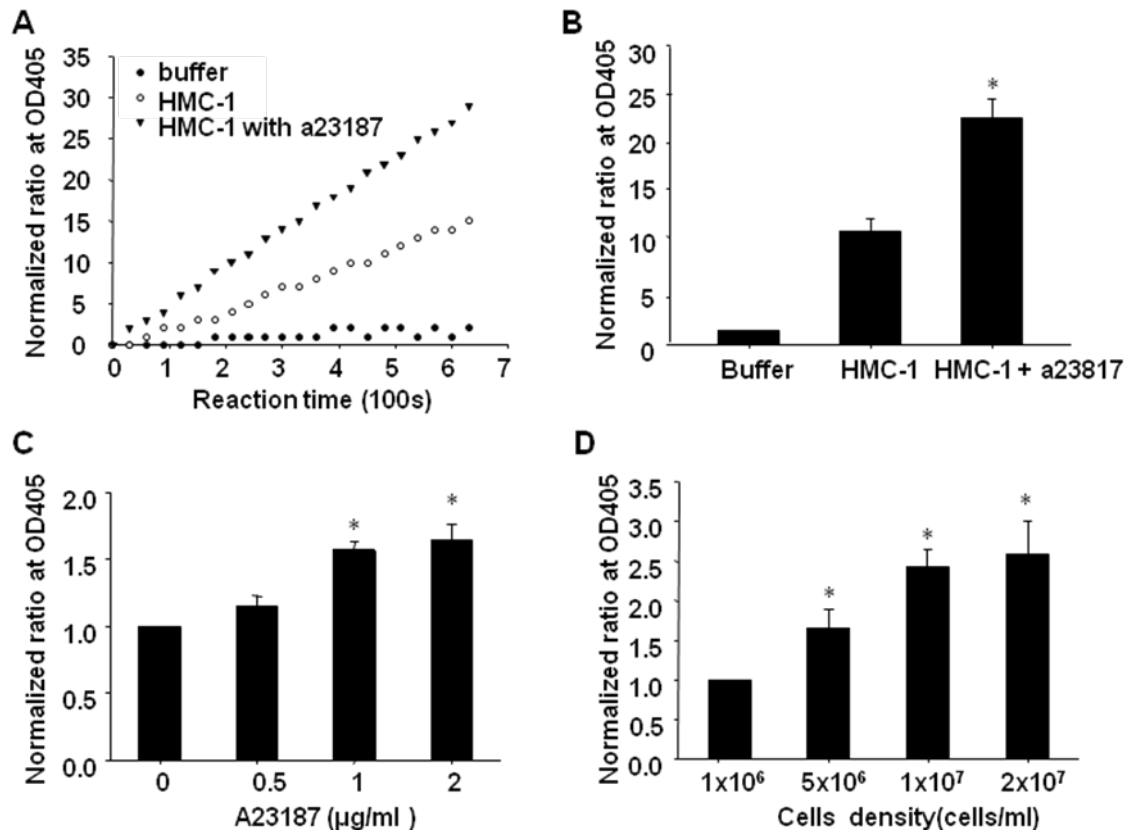 A
Normalized ratio at OD405
35
30
25
20
15
10
5
0
buffer
HMC-1
HMC-1 with a23187
0 1 2 3 4 5 6 7
Reaction time (100s)
B
Normalized ratio at OD405
30
25
20
10
5
0
Buffer HMC-1 HMC-1 + a23817
*
C
Normalized ratio at OD405
2.0
1.5
1.0
0.5
0.0
* *
0 0.5 1 2
A23187 (µg/ml )
D
Normalized ratio at OD405
3.5
3.0
2.5
2.0
1.5
1.0
0.5
0.0
* * *
1x10⁶ 5x10⁶ 1x10⁷ 2x10⁷
Cells density(cells/ml)